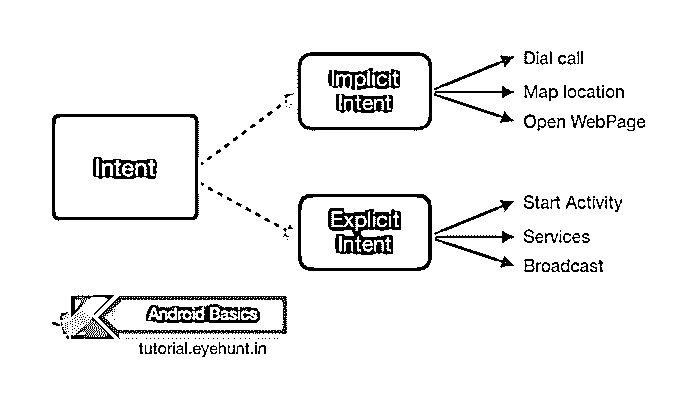 Intent
Implicit
Intent
Dial call
Map location
Open WebPage
Explicit
Intent
Start Activity
Services
Broadcast
Android Basics
tutorial.eyehunt.in